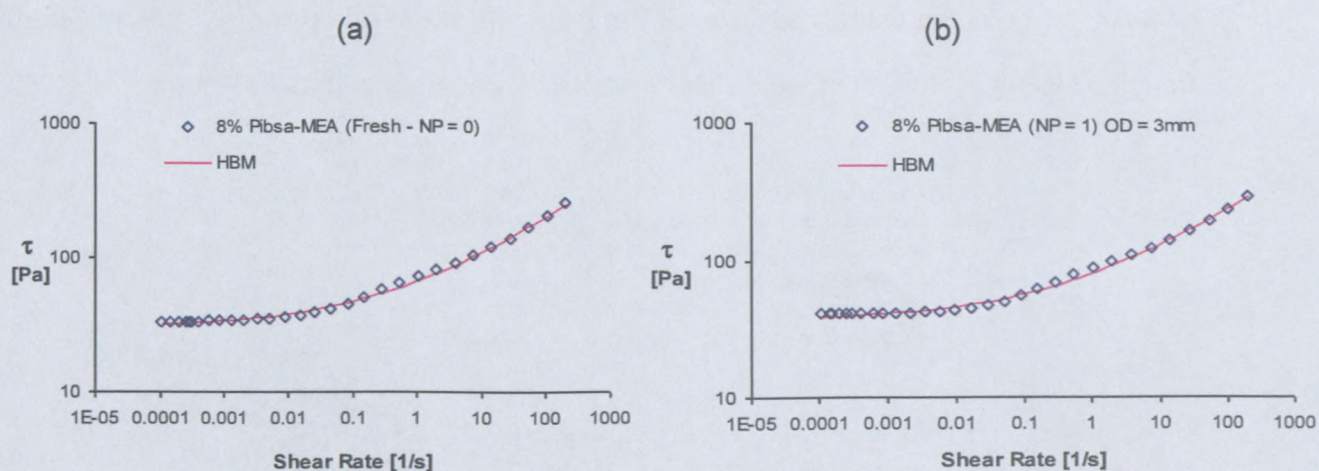 (a)
1000
8% Pibsa-MEA (Fresh - NP = 0)
HBM
τ
[Pa]
100
10
1E-05 0.0001 0.001 0.01 0.1 1 10 100 1000
Shear Rate [1/s]
(b)
1000
8% Pibsa-MEA (NP = 1) OD = 3mm
HBM
τ
[Pa]
100
10
1E-05 0.0001 0.001 0.01 0.1 1 10 100 1000
Shear Rate [1/s]